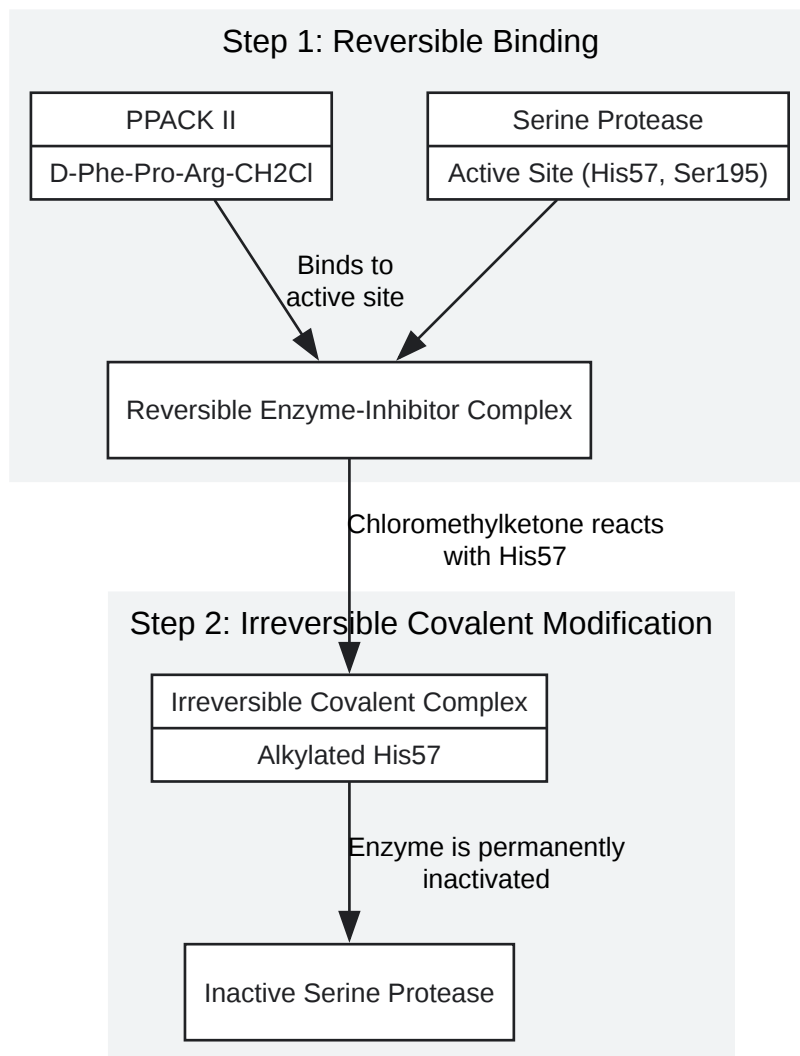 Step 1: Reversible Binding
PPACK II
D-Phe-Pro-Arg-CH2Cl
Serine Protease
Active Site (His57, Ser195)
Binds to
active site
Reversible Enzyme-Inhibitor Complex
Chloromethylketone reacts
with His57
Step 2: Irreversible Covalent Modification
Irreversible Covalent Complex
Alkylated His57
Enzyme is permanently
inactivated
Inactive Serine Protease